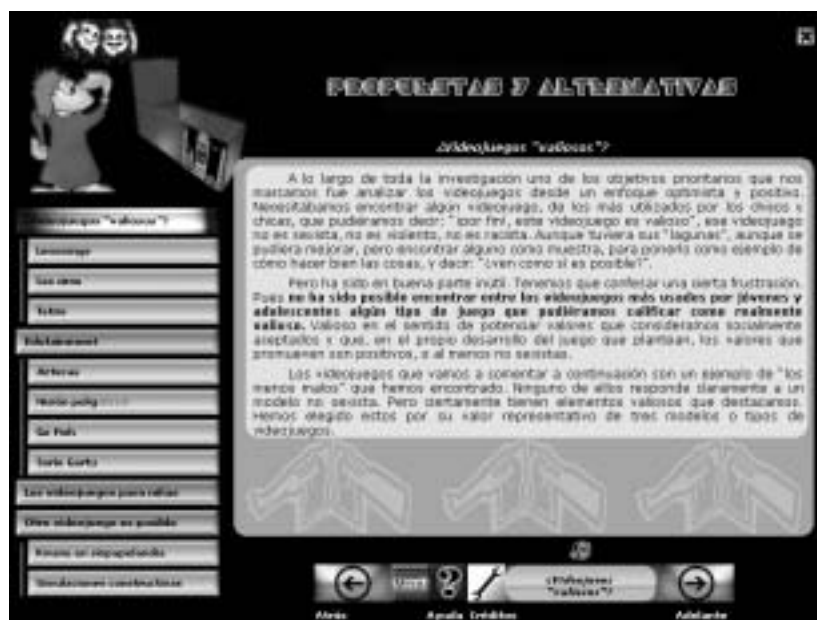 PROPUESTAS Y ALTERNATIVAS
¿Videojuegos "valiosos"?
A lo largo de toda la investigación uno de los objetivos prioritarios que nos
marcamos fue analizar los videojuegos desde un enfoque optimista y positivo.
Necesitábamos encontrar algún videojuego, de los más utilizados por los chicos y
chicas, que pudiéramos decir: "¡por fin!, este videojuego es valioso", ese videojuego
no es sexista, no es violento, no es racista. Aunque tuviera sus "lagunas", aunque se
pudiera mejorar, pero encontrar alguno como muestra, para ponerlo como ejemplo de
cómo hacer bien las cosas, y decir: "¿ven como sí es posible?".
Pero ha sido en buena parte inútil. Tenemos que confesar una cierta frustración.
Pues no ha sido posible encontrar entre los videojuegos más usados por jóvenes y
adolescentes algún tipo de juego que pudiéramos calificar como realmente
valioso. Valioso en el sentido de potenciar valores que consideramos socialmente
aceptados y que, en el propio desarrollo del juego que plantean, los valores que
promueven son positivos, o al menos no sexistas.
Los videojuegos que vamos a comentar a continuación son un ejemplo de "los
menos malos" que hemos encontrado. Ninguno de ellos responde claramente a un
modelo no sexista. Pero ciertamente tienen elementos valiosos que destacamos.
Hemos elegido estos por su valor representativo de tres modelos o tipos de
videojuegos.
¿Videojuegos "valiosos"?
Lemmings
Los sims
Tetris
Edutainment
Arteras
Go Pals
Los videojuegos para niñas
Otro videojuego es posible
Simulaciones constructivas
¿Videojuegos
"valiosos"?
Atrás
Ayuda
Créditos
Adelante